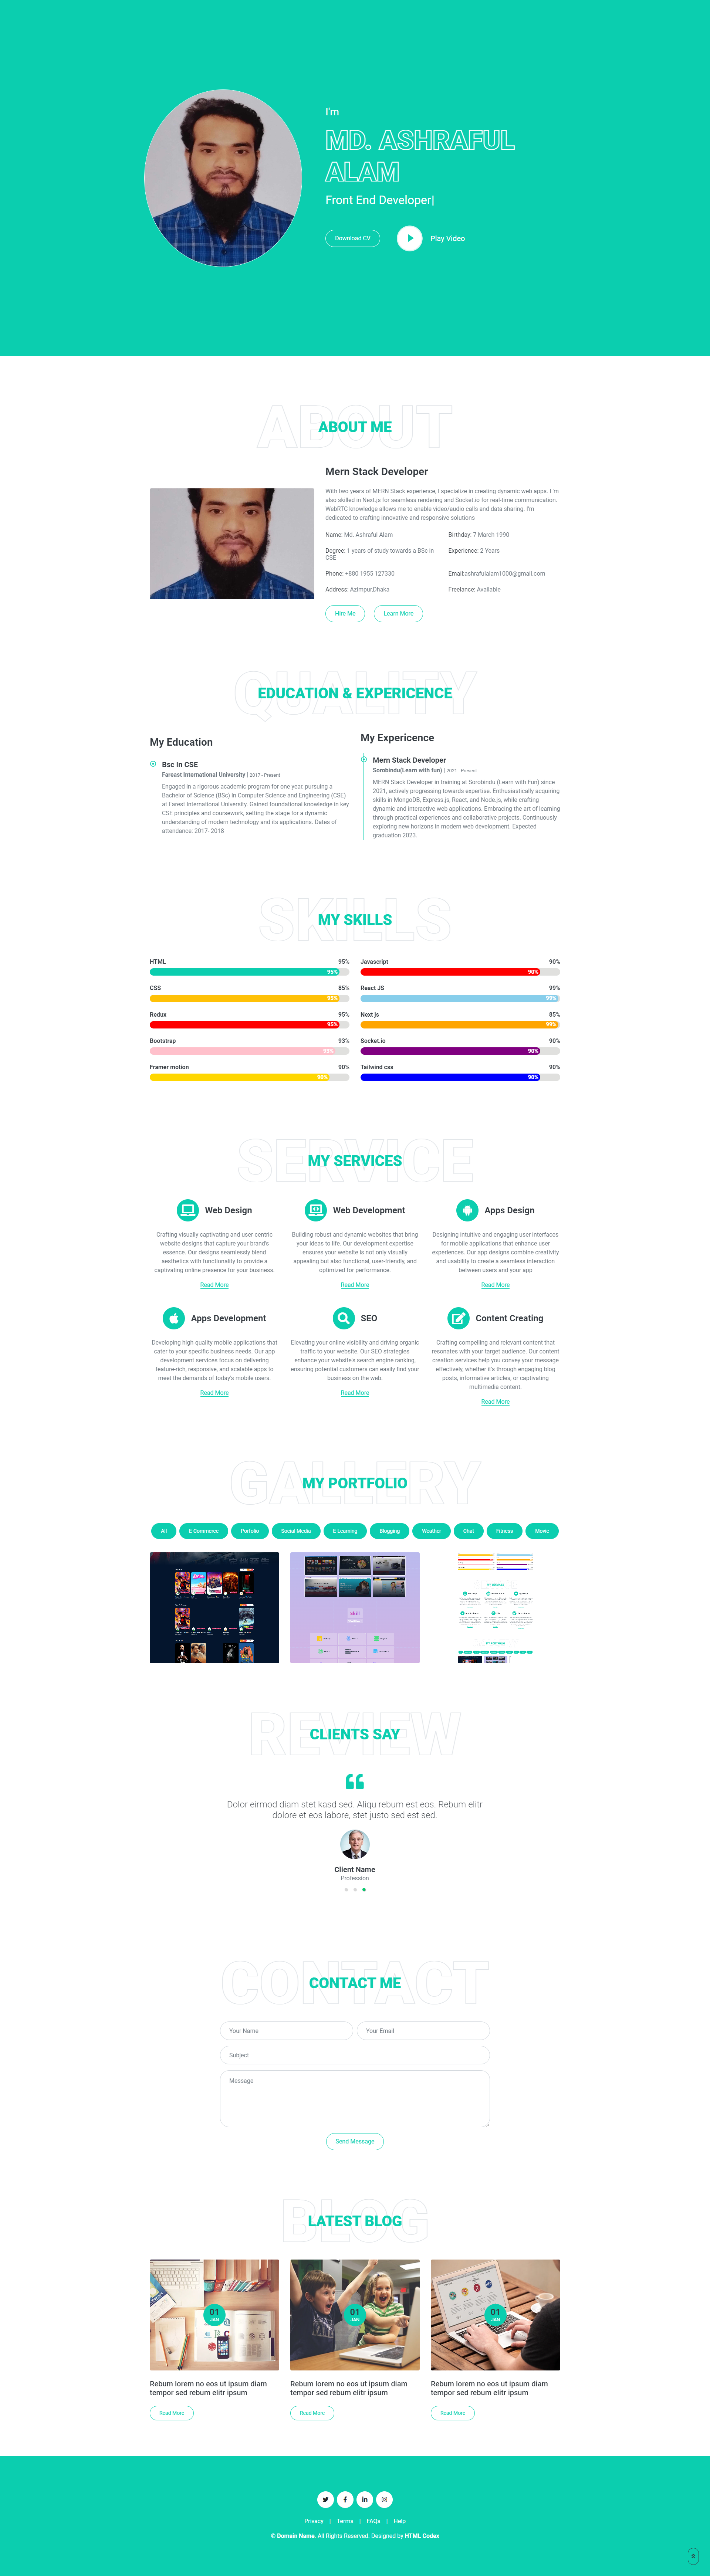 I'm
MD. ASHRAFUL
ALAM
Front End Developer|
Download CV
Play Video
ABOUT
ABOUT ME
Mern Stack Developer
With two years of MERN Stack experience, I specialize in creating dynamic web apps. I 'm
also skilled in Next.js for seamless rendering and Socket.io for real-time communication.
WebRTC knowledge allows me to enable video/audio calls and data sharing. I'm
dedicated to crafting innovative and responsive solutions
Name: Md. Ashraful Alam
Birthday: 7 March 1990
Degree: 1 years of study towards a BSc in
CSE
Experience: 2 Years
Phone: +880 1955 127330
Email:ashrafulalam1000@gmail.com
Address: Azimpur,Dhaka
Freelance: Available
Hire Me
Learn More
QUALITY
EDUCATION & EXPERICENCE
My Education
Bsc In CSE
Fareast International University | 2017 - Present
Engaged in a rigorous academic program for one year, pursuing a
Bachelor of Science (BSc) in Computer Science and Engineering (CSE)
at Farest International University. Gained foundational knowledge in key
CSE principles and coursework, setting the stage for a dynamic
understanding of modern technology and its applications. Dates of
attendance: 2017- 2018
My Expericence
Mern Stack Developer
Sorobindu(Learn with fun) | 2021 - Present
MERN Stack Developer in training at Sorobindu (Learn with Fun) since
2021, actively progressing towards expertise. Enthusiastically acquiring
skills in MongoDB, Express.js, React, and Node.js, while crafting
dynamic and interactive web applications. Embracing the art of learning
through practical experiences and collaborative projects. Continuously
exploring new horizons in modern web development. Expected
graduation 2023.
SKILLS
MY SKILLS
HTML 95%
95%
CSS 85%
95%
Redux 95%
95%
Bootstrap 93%
93%
Framer motion 90%
90%
Javascript 90%
90%
React JS 99%
99%
Next js 85%
99%
Socket.io 90%
90%
Tailwind css 90%
90%
SERVICE
MY SERVICES
Web Design
Crafting visually captivating and user-centric
website designs that capture your brand's
essence. Our designs seamlessly blend
aesthetics with functionality to provide a
captivating online presence for your business.
Read More
Web Development
Building robust and dynamic websites that bring
your ideas to life. Our development expertise
ensures your website is not only visually
appealing but also functional, user-friendly, and
optimized for performance.
Read More
Apps Design
Designing intuitive and engaging user interfaces
for mobile applications that enhance user
experiences. Our app designs combine creativity
and usability to create a seamless interaction
between users and your app
Read More
Apps Development
Developing high-quality mobile applications that
cater to your specific business needs. Our app
development services focus on delivering
feature-rich, responsive, and scalable apps to
meet the demands of today's mobile users.
Read More
SEO
Elevating your online visibility and driving organic
traffic to your website. Our SEO strategies
enhance your website's search engine ranking,
ensuring potential customers can easily find your
business on the web.
Read More
Content Creating
Crafting compelling and relevant content that
resonates with your target audience. Our content
creation services help you convey your message
effectively, whether it's through engaging blog
posts, informative articles, or captivating
multimedia content.
Read More
GALLERY
MY PORTFOLIO
All
E-Commerce
Porfolio
Social Media
E-Learning
Blogging
Weather
Chat
Fitness
Movie
REVIEW
CLIENTS SAY
Dolor eirmod diam stet kasd sed. Aliqu rebum est eos. Rebum elitr
dolore et eos labore, stet justo sed est sed.
Client Name
Profession
CONTACT
CONTACT ME
Your Name
Your Email
Subject
Message
Send Message
BLOG
LATEST BLOG
01
JAN
Rebum lorem no eos ut ipsum diam
tempor sed rebum elitr ipsum
Read More
01
JAN
Rebum lorem no eos ut ipsum diam
tempor sed rebum elitr ipsum
Read More
01
JAN
Rebum lorem no eos ut ipsum diam
tempor sed rebum elitr ipsum
Read More
Privacy | Terms | FAQs | Help
© Domain Name. All Rights Reserved. Designed by HTML Codex